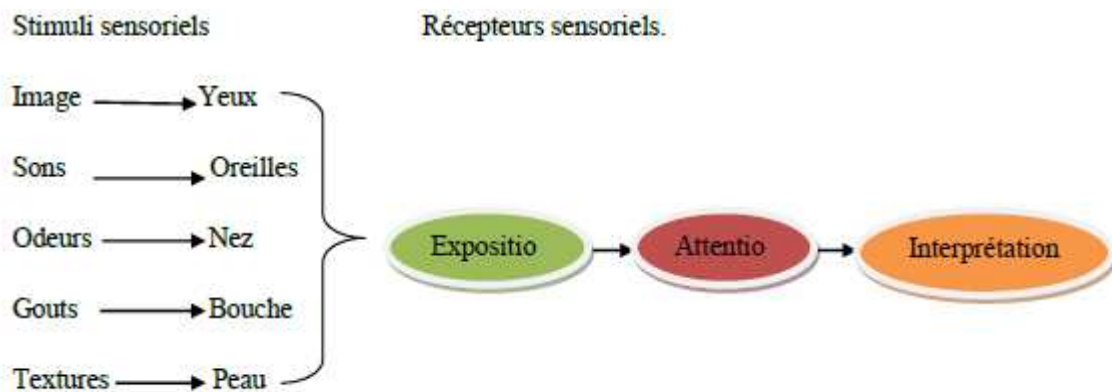 Stimuli sensoriels Récepteurs sensoriels.
Image Yeux
Sons Oreilles
Odeurs Nez
Expositio Attentio Interprétation
Gouts Bouche
Textures Peau